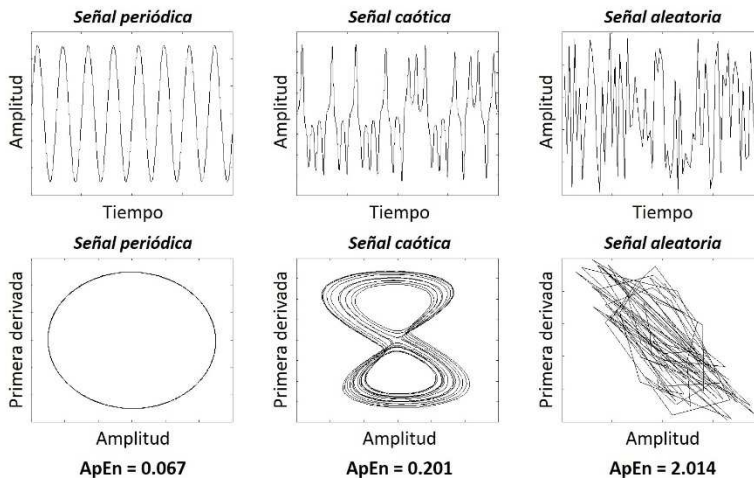 Señal periódica
Señal caótica
Señal aleatoria
Amplitud
Amplitud
Amplitud
Tiempo
Tiempo
Tiempo
Señal periódica
Señal caótica
Señal aleatoria
Primera derivada
Primera derivada
Primera derivada
Amplitud
Amplitud
Amplitud
ApEn = 0.067
ApEn = 0.201
ApEn = 2.014